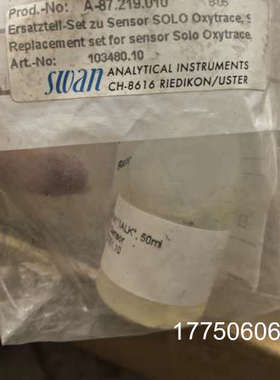 Prod.-No: A-87.219.010
Ersatzteil-Set zu Sensor SOLO Oxytrace, S
Replacement set for sensor Solo Oxytrace,
Art.-No: 103480.10
swan ANALYTICAL INSTRUMENTS
CH-8616 RIEDIKON/USTER
50ml
17750606